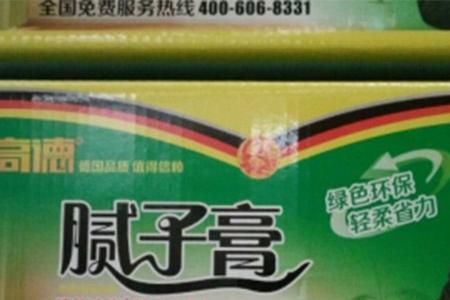 全国免费服务热线 400-606-8331
高德 德国品质 值得信赖
绿色环保
轻柔省力
腻子膏